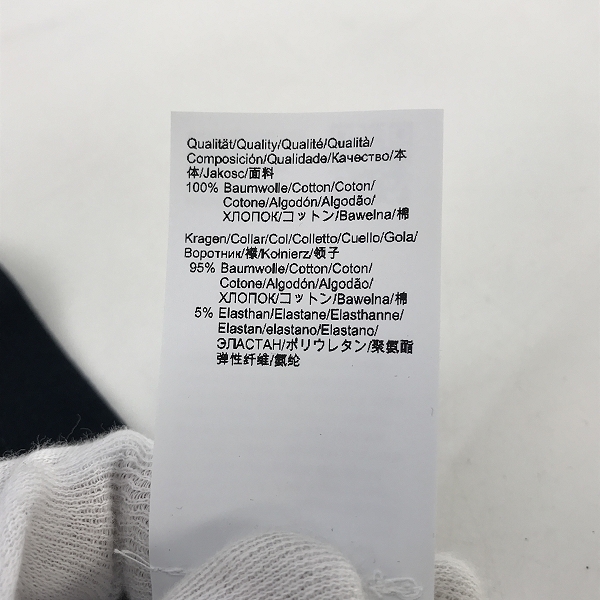 Qualität/Quality/Qualité/Qualità/
Composición/Qualidade/Качество/本
体/Jakosc/面料
100% Baumwolle/Cotton/Coton/
Cotone/Algodón/Algodão/
ХЛОПОК/コットン/Bawelna/棉
Kragen/Collar/Col/Colletto/Cuello/Gola/
Воротник/襟/Kołnierz/领子
95% Baumwolle/Cotton/Coton/
Cotone/Algodón/Algodão/
ХЛОПОК/コットン/Bawelna/棉
5% Elasthan/Elastane/Elasthanne/
Elastan/elastano/Elastano/
ЭЛАСТАН/ポリウレタン/聚氨酯
弹性纤维/氨纶